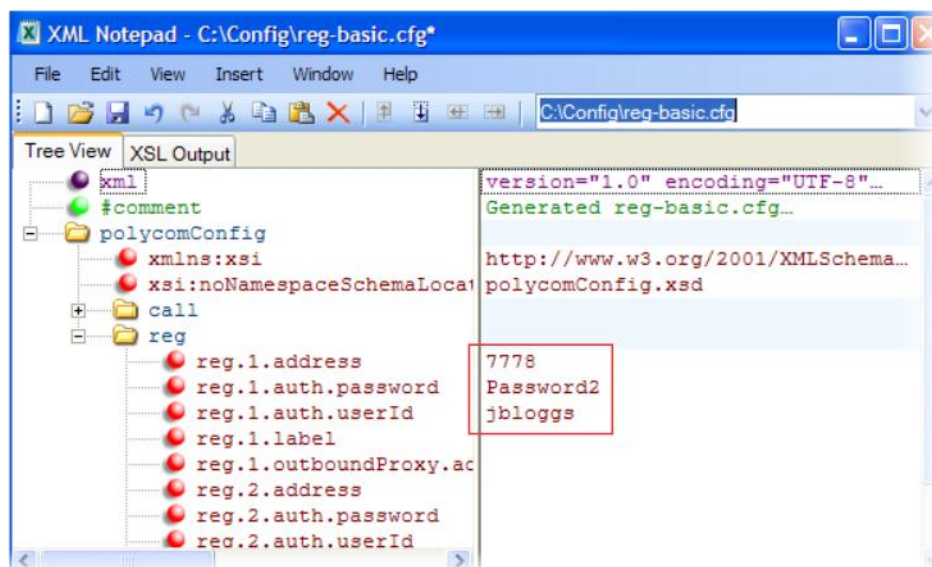 XML Notepad - C:\Config\reg-basic.cfg*
File Edit View Insert Window Help
C:\Config\reg-basic.cfg
Tree View XSL Output
xml version="1.0" encoding="UTF-8"…
#comment Generated reg-basic.cfg…
polycomConfig
xmlns:xsi http://www.w3.org/2001/XMLSchema…
xsi:noNamespaceSchemaLocat polycomConfig.xsd
call
reg
reg.1.address 7778
reg.1.auth.password Password2
reg.1.auth.userId jbloggs
reg.1.label
reg.1.outboundProxy.ac
reg.2.address
reg.2.auth.password
reg.2.auth.userId